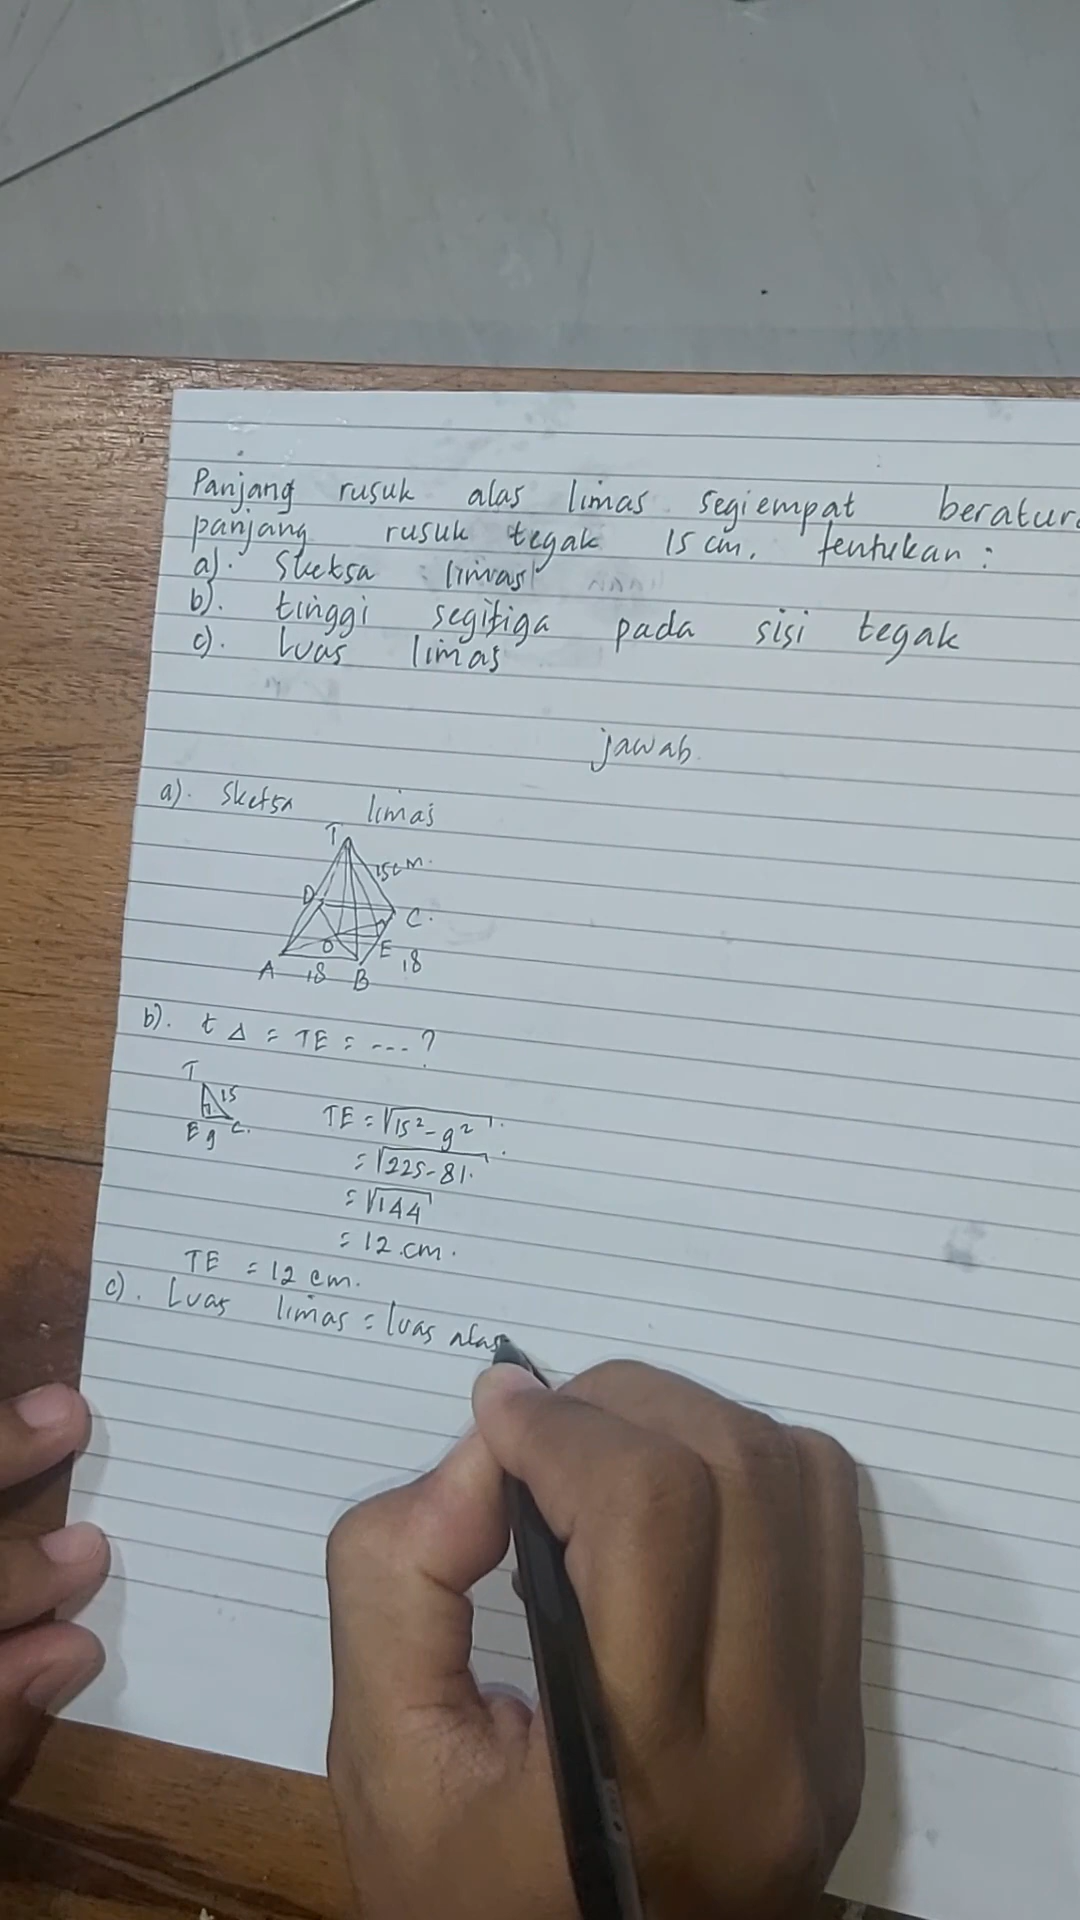 Panjang rusuk alas limas segiempat beratur
panjang rusuk tegak 15 cm. tentukan :
a). Sketsa limas
b). tinggi segitiga pada sisi tegak
c). Luas limas
jawab.
a). Sketsa limas
T
15 cm.
D
C.
O
E
A 18 B 18
b). t Δ = TE = ---- ?
T
15
E 9 C.
TE = √15² - 9²
= √225 - 81.
= √144
= 12 cm.
TE = 12 cm.
c). Luas limas = luas alas